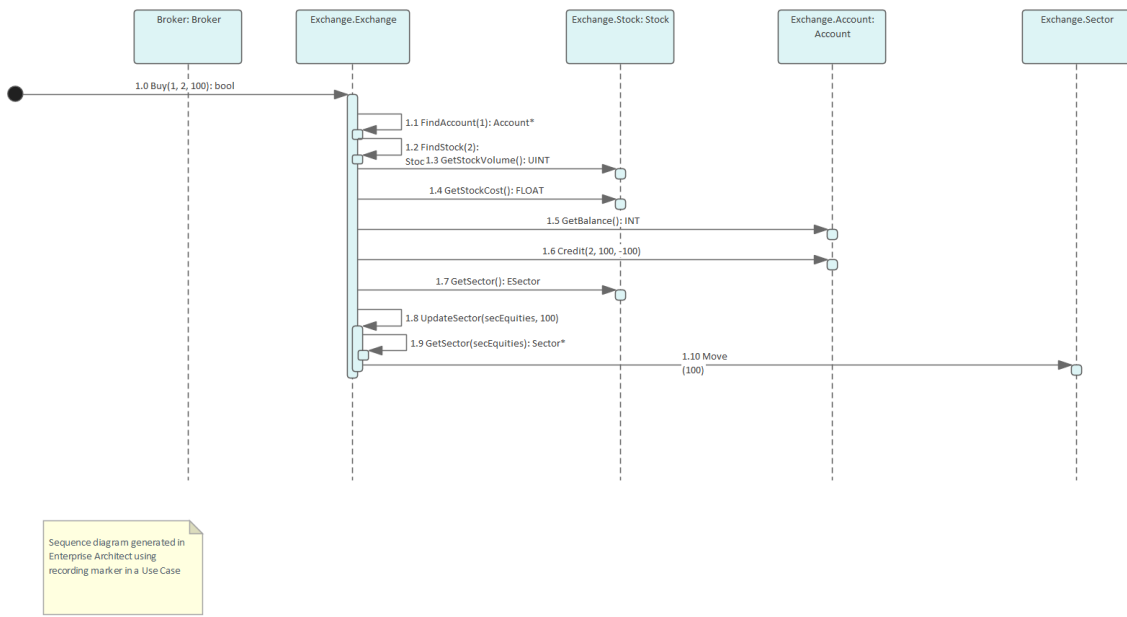 Broker: Broker
Exchange.Exchange
Exchange.Stock: Stock
Exchange.Account:
Account
Exchange.Sector
1.0 Buy(1, 2, 100): bool
1.1 FindAccount(1): Account*
1.2 FindStock(2):
Stoc
1.3 GetStockVolume(): UINT
1.4 GetStockCost(): FLOAT
1.5 GetBalance(): INT
1.6 Credit(2, 100, -100)
1.7 GetSector(): ESector
1.8 UpdateSector(secEquities, 100)
1.9 GetSector(secEquities): Sector*
1.10 Move
(100)
Sequence diagram generated in
Enterprise Architect using
recording marker in a Use Case